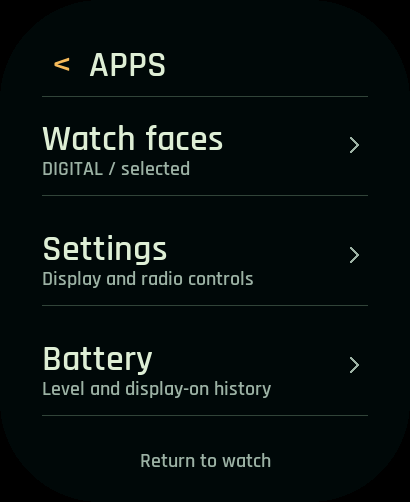 < APPS
Watch faces
DIGITAL / selected
Settings
Display and radio controls
Battery
Level and display-on history
Return to watch